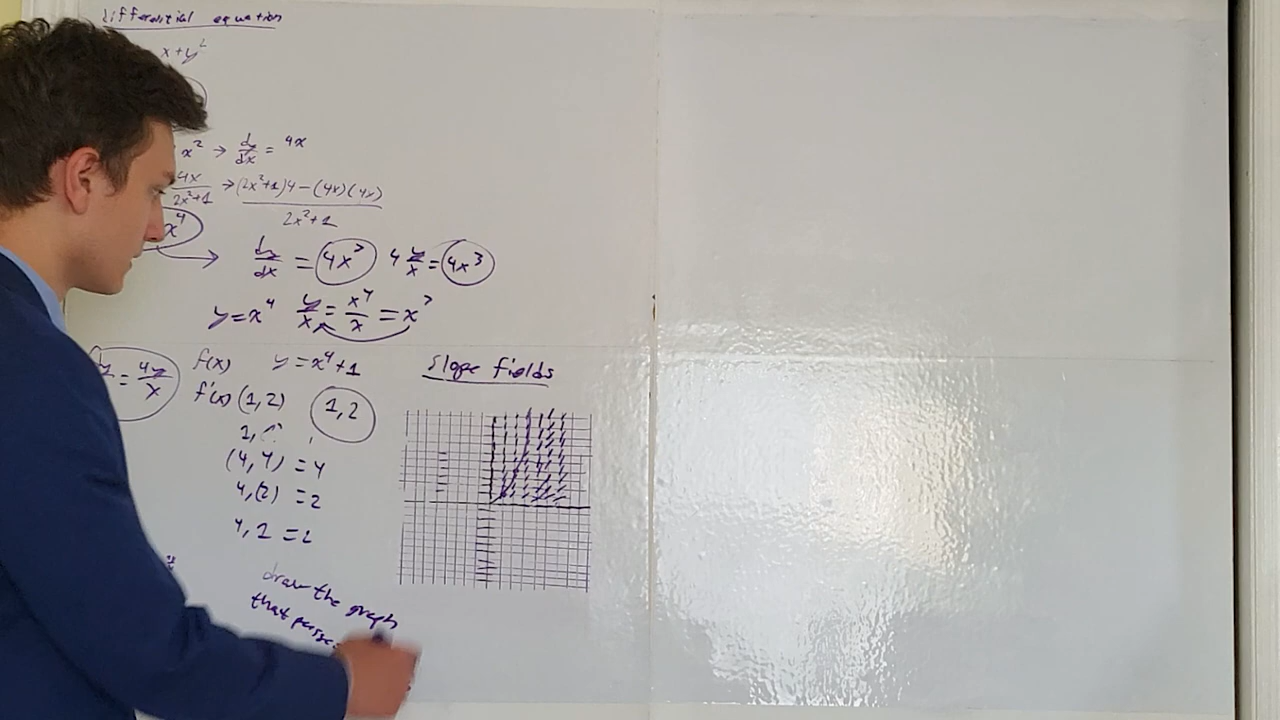 differential equation
x+y²
x² → dy/dx = 4x
4x/2x²+1 → (2x²+1)4-(4x)(4x)/2x²+1
x⁴
dy/dx = 4x³ 4 y/x = 4x³
y=x⁴ y/x = x⁴/x = x³
= 4y/x f(x) y=x⁴+1 Slope fields
f'(x) (1,2) 1,2
(4,4) = 4
4,(2) = 2
4,2 = 2
draw the graph
that